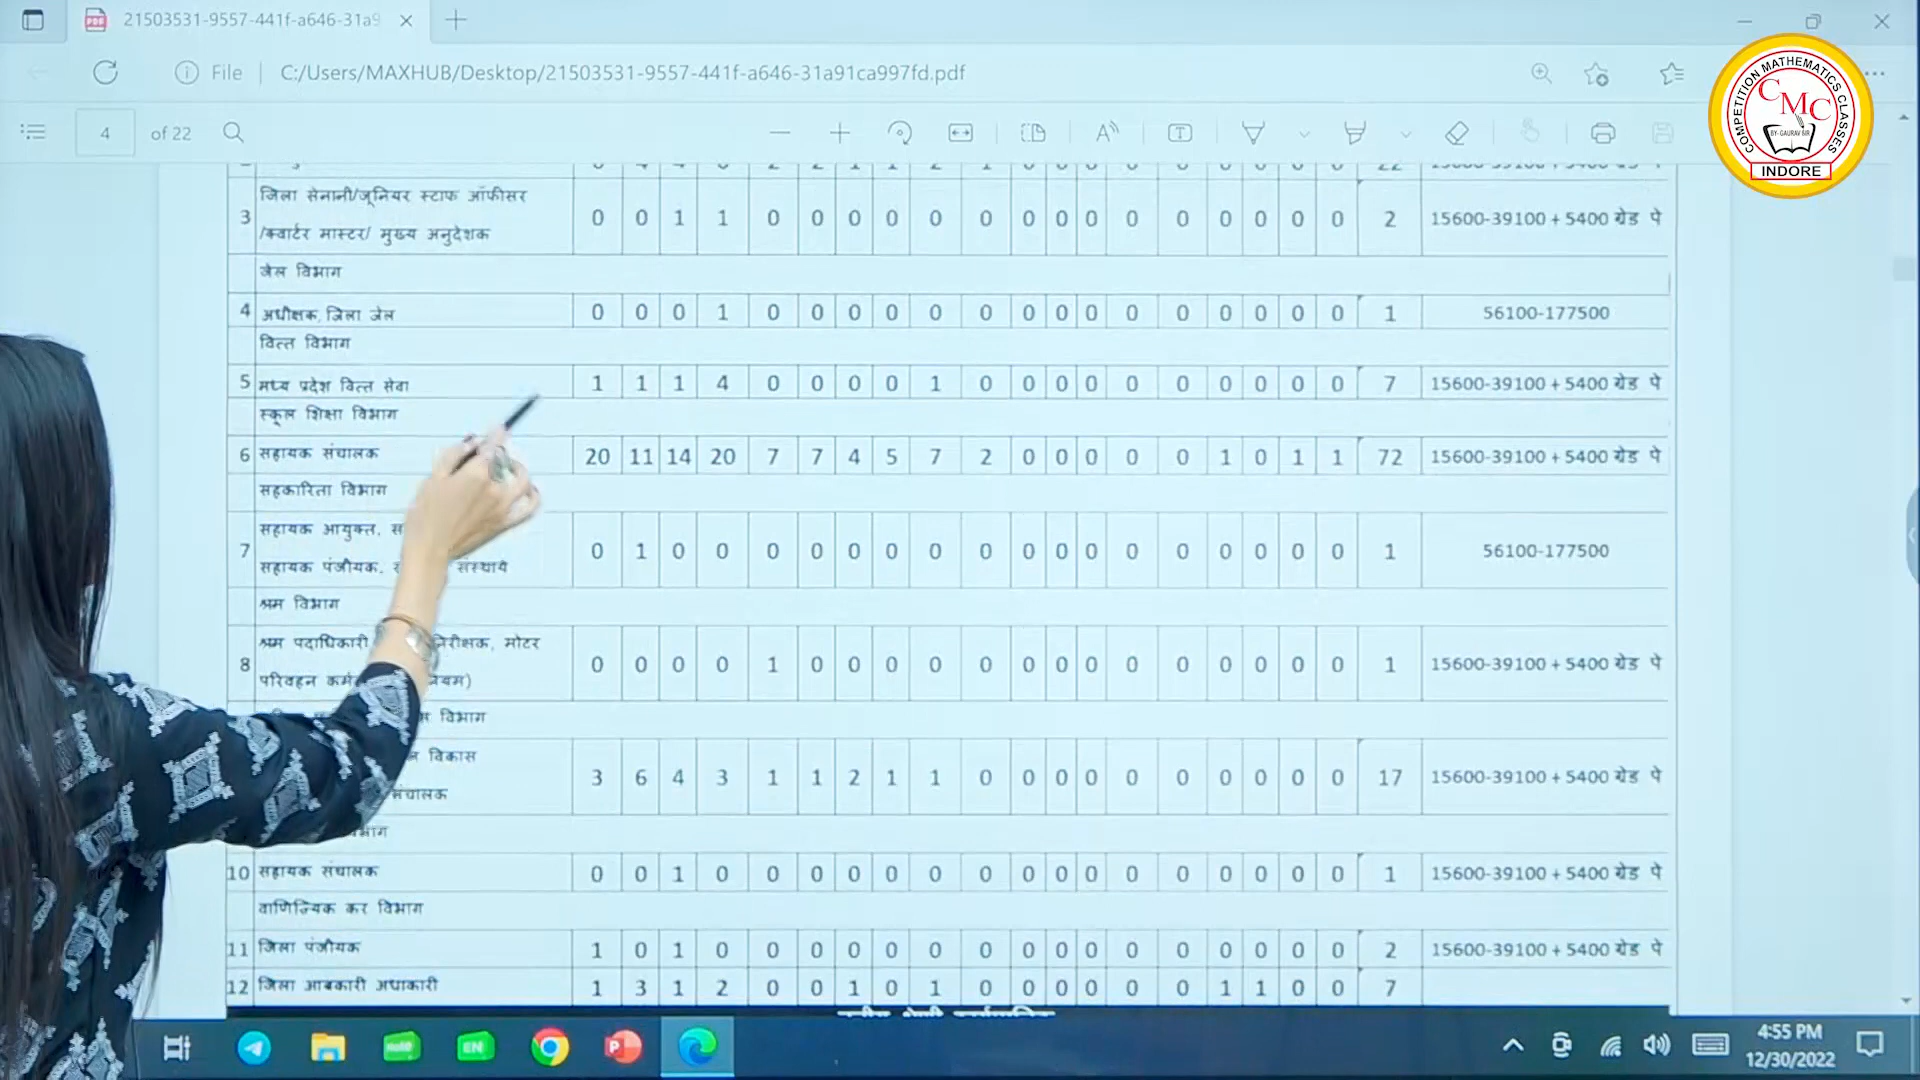 21503531-9557-441f-a646-31a9
File C:/Users/MAXHUB/Desktop/21503531-9557-441f-a646-31a91ca997fd.pdf
4 of 22
COMPETITION MATHEMATICS CLASSES
CMC
BY- GAURAV SIR
INDORE
जिला सेनानी/जूनियर स्टाफ ऑफीसर
3 0 0 1 1 0 0 0 0 0 0 0 0 0 0 0 0 0 0 0 2 15600-39100 + 5400 ग्रेड पे
/क्वार्टर मास्टर/ मुख्य अनुदेशक
जेल विभाग
4 अधीक्षक, जिला जेल 0 0 0 1 0 0 0 0 0 0 0 0 0 0 0 0 0 0 0 1 56100-177500
वित्त विभाग
5 मध्य प्रदेश वित्त सेवा 1 1 1 4 0 0 0 0 1 0 0 0 0 0 0 0 0 0 0 7 15600-39100 + 5400 ग्रेड पे
स्कूल शिक्षा विभाग
6 सहायक संचालक 20 11 14 20 7 7 4 5 7 2 0 0 0 0 0 1 0 1 1 72 15600-39100 + 5400 ग्रेड पे
सहकारिता विभाग
सहायक आयुक्त,
7 0 1 0 0 0 0 0 0 0 0 0 0 0 0 0 0 0 0 0 1 56100-177500
सहायक पंजीयक, संस्थाये
श्रम विभाग
श्रम पदाधिकारी मोटर
8 0 0 0 0 1 0 0 0 0 0 0 0 0 0 0 0 0 0 0 1 15600-39100 + 5400 ग्रेड पे
परिवहन
विभाग
विकास
3 6 4 3 1 1 2 1 1 0 0 0 0 0 0 0 0 0 0 17 15600-39100 + 5400 ग्रेड पे
10 सहायक संचालक 0 0 1 0 0 0 0 0 0 0 0 0 0 0 0 0 0 0 0 1 15600-39100 + 5400 ग्रेड पे
वाणिज्यिक कर विभाग
11 जिला पंजीयक 1 0 1 0 0 0 0 0 0 0 0 0 0 0 0 0 0 0 0 2 15600-39100 + 5400 ग्रेड पे
12 जिला आबकारी अधाकारी 1 3 1 2 0 0 1 0 1 0 0 0 0 0 0 1 1 0 0 7
EN
4:55 PM
12/30/2022